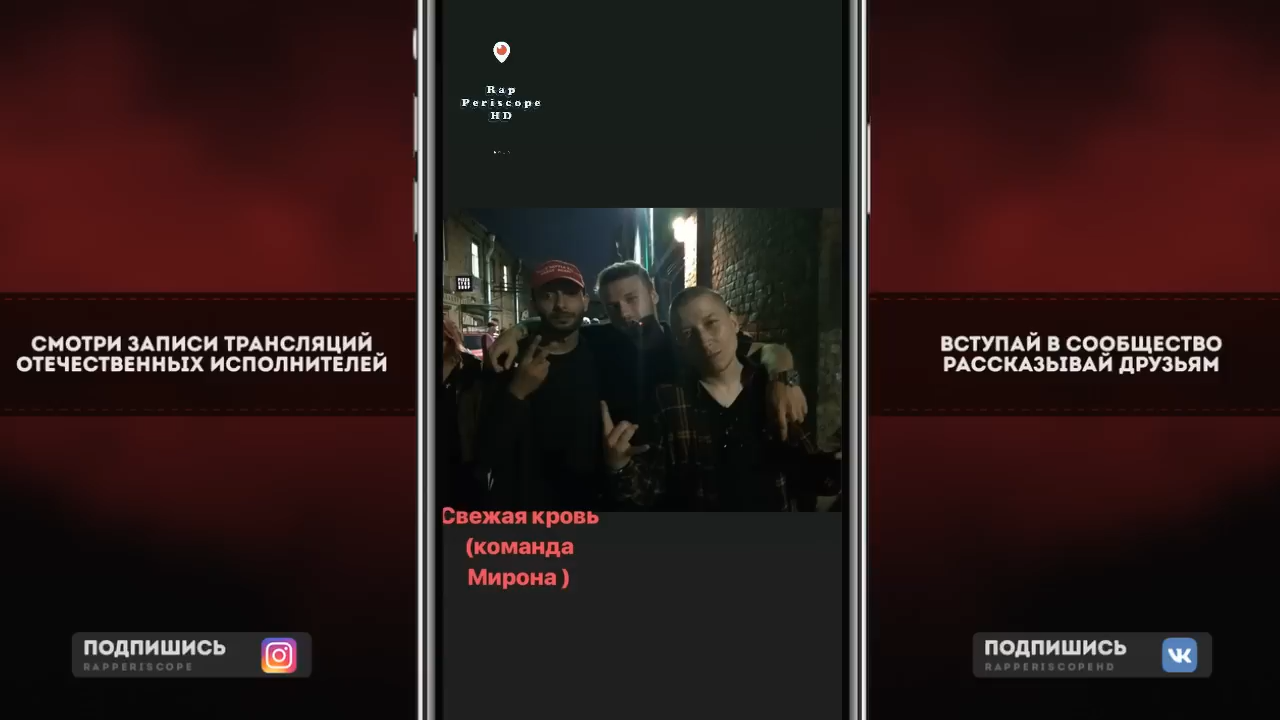 Rap
Periscope
HD
СМОТРИ ЗАПИСИ ТРАНСЛЯЦИЙ
ОТЕЧЕСТВЕННЫХ ИСПОЛНИТЕЛЕЙ
ВСТУПАЙ В СООБЩЕСТВО
РАССКАЗЫВАЙ ДРУЗЬЯМ
Свежая кровь
(команда
Мирона )
ПОДПИШИСЬ
RAPPERISCOPE
ПОДПИШИСЬ
RAPPERISCOPEHD